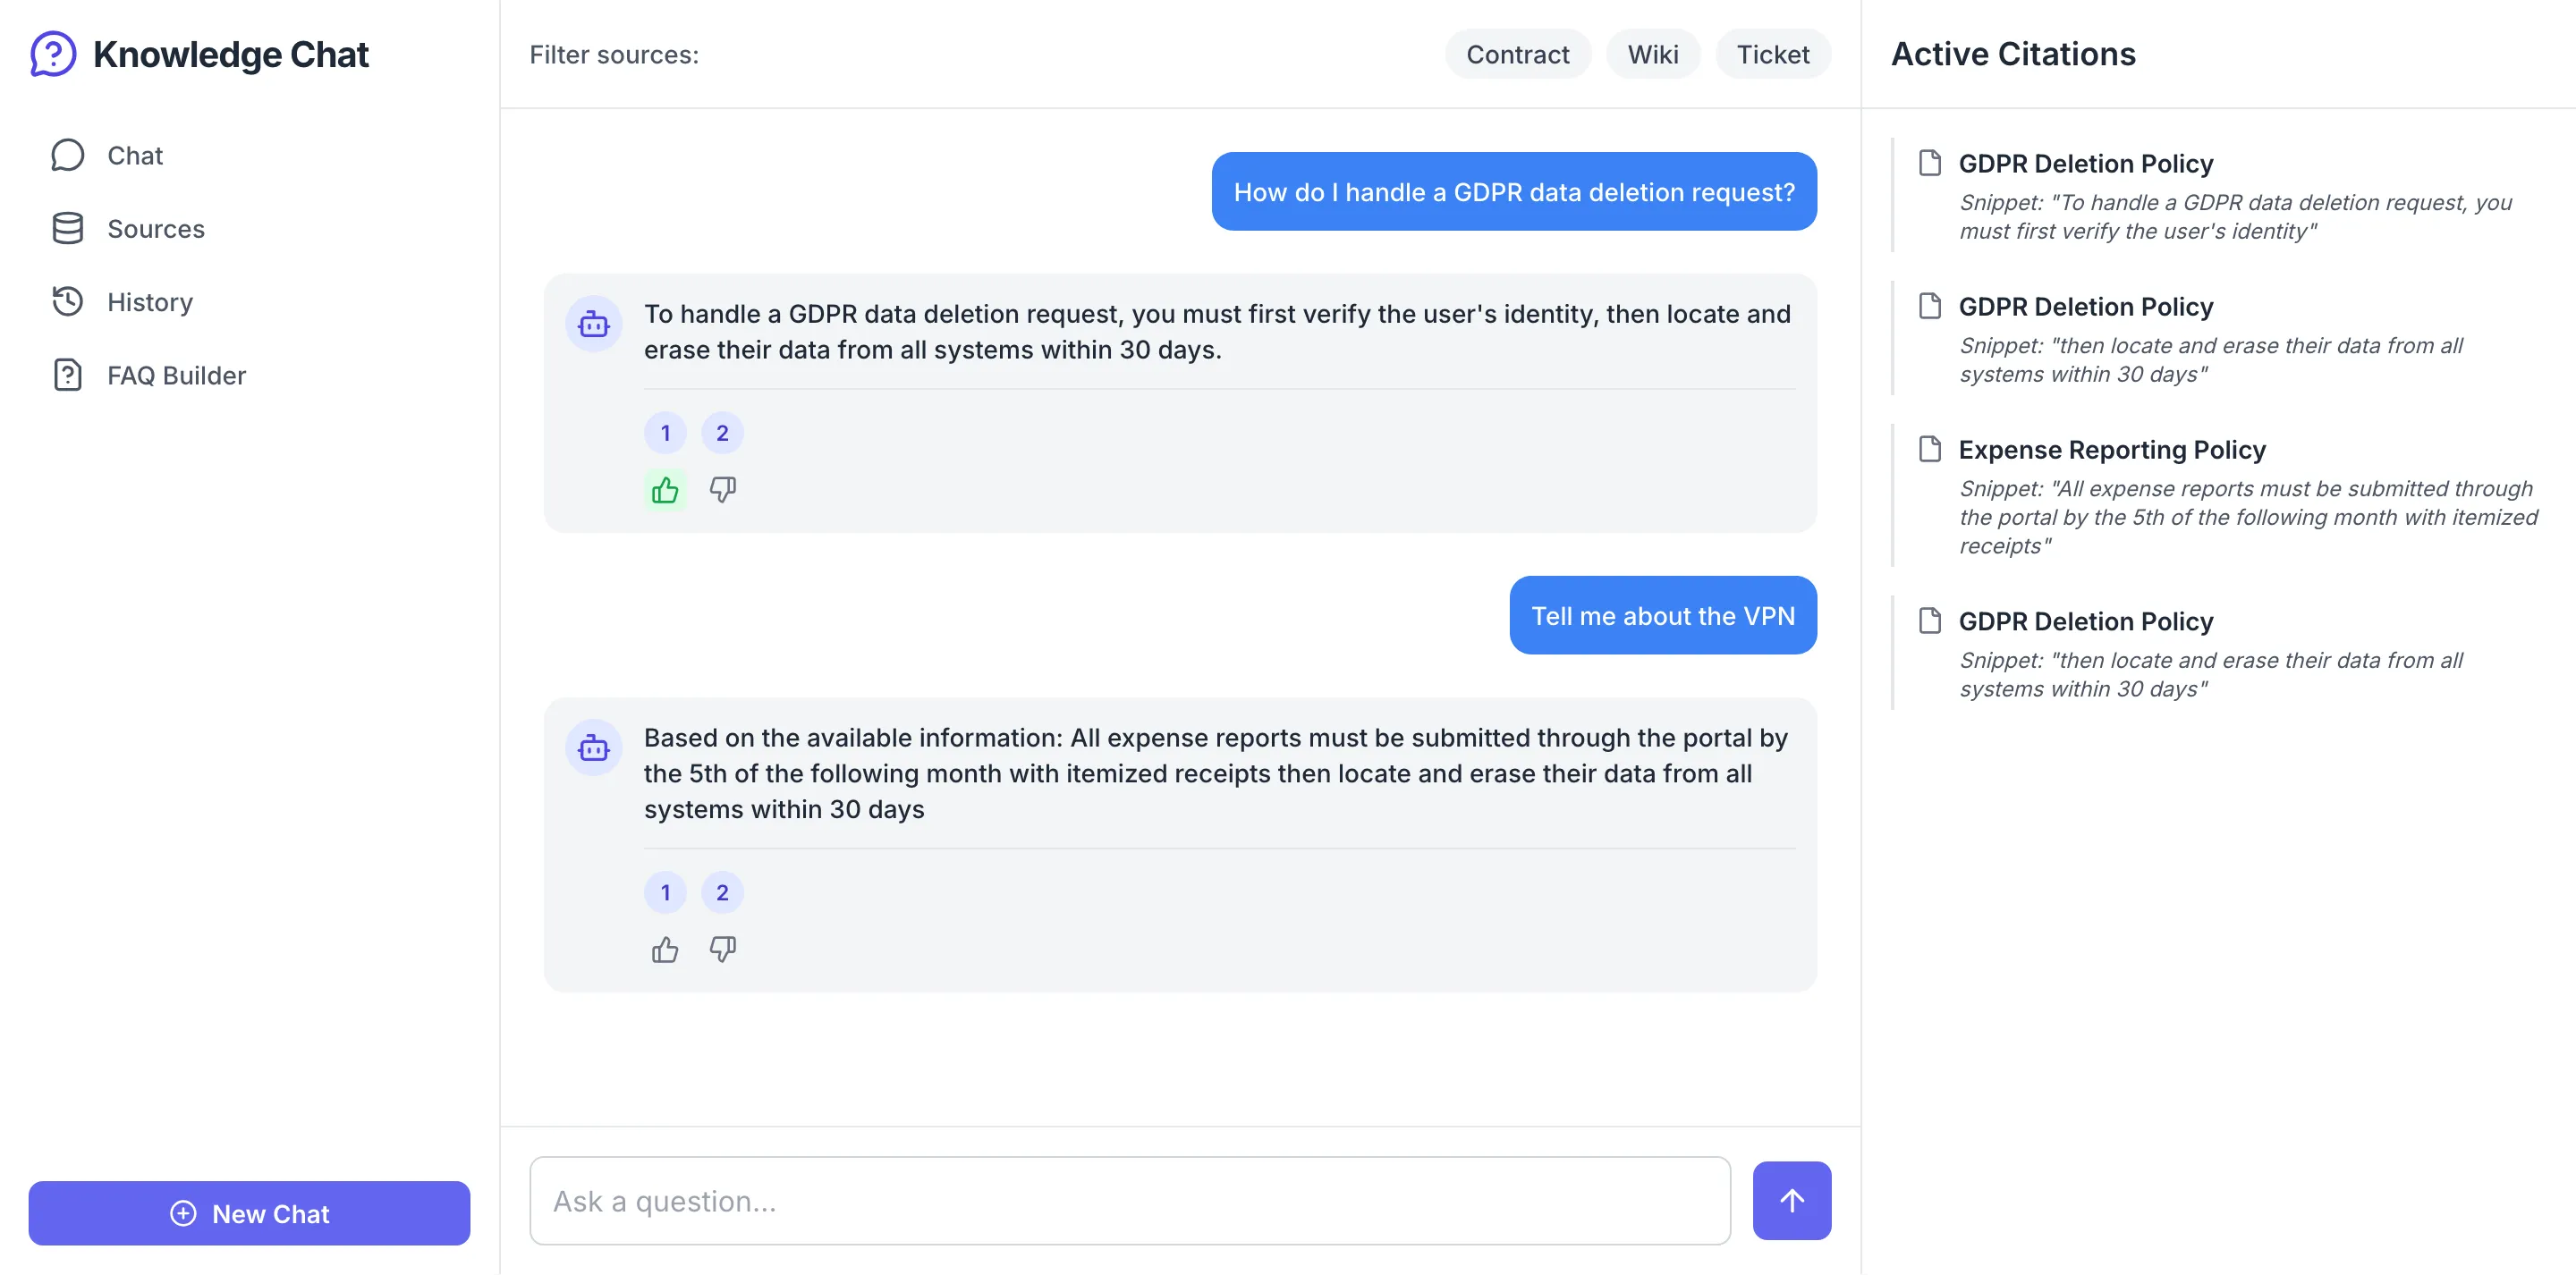 Knowledge Chat
Chat
Sources
History
FAQ Builder
New Chat
Filter sources:
Contract
Wiki
Ticket
How do I handle a GDPR data deletion request?
To handle a GDPR data deletion request, you must first verify the user's identity, then locate and
erase their data from all systems within 30 days.
1
2
Tell me about the VPN
Based on the available information: All expense reports must be submitted through the portal by
the 5th of the following month with itemized receipts then locate and erase their data from all
systems within 30 days
1
2
Ask a question...
Active Citations
GDPR Deletion Policy
Snippet: "To handle a GDPR data deletion request, you
must first verify the user's identity"
GDPR Deletion Policy
Snippet: "then locate and erase their data from all
systems within 30 days"
Expense Reporting Policy
Snippet: "All expense reports must be submitted through
the portal by the 5th of the following month with itemized
receipts"
GDPR Deletion Policy
Snippet: "then locate and erase their data from all
systems within 30 days"